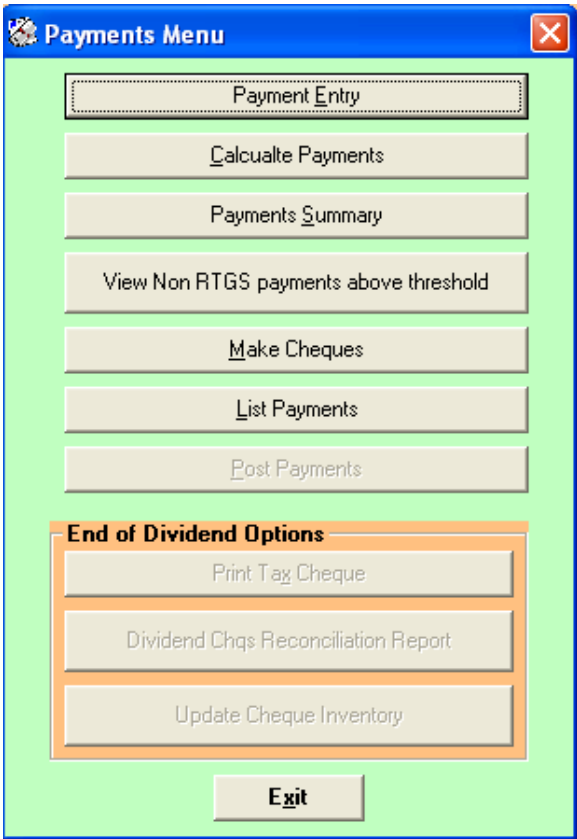 Payments Menu
Payment Entry
Calcualte Payments
Payments Summary
View Non RTGS payments above threshold
Make Cheques
List Payments
Post Payments
End of Dividend Options
Print Tax Cheque
Dividend Chqs Reconciliation Report
Update Cheque Inventory
Exit